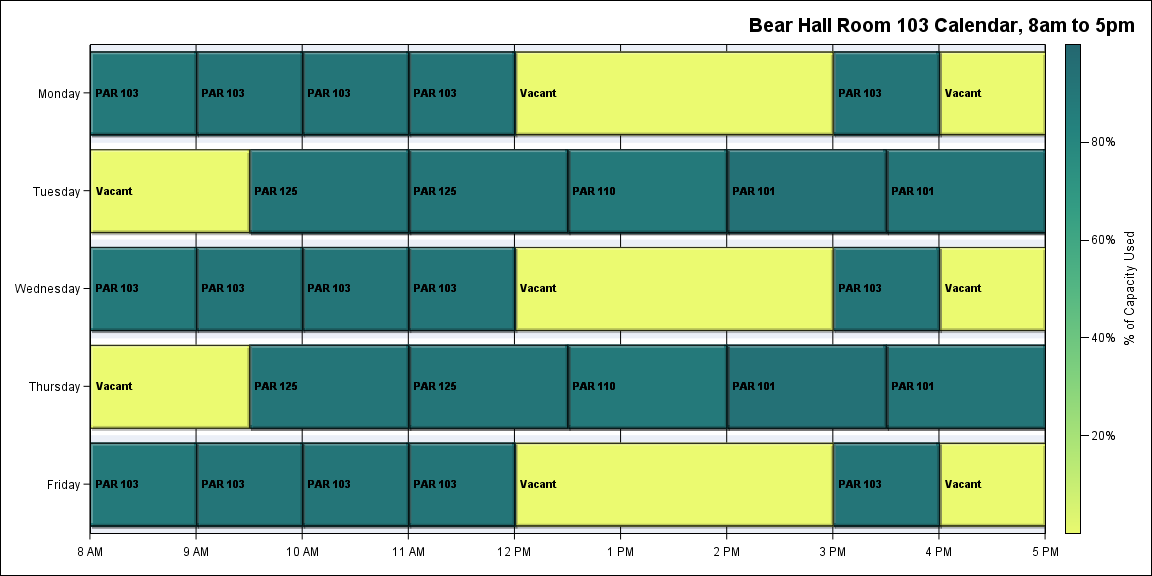 Bear Hall Room 103 Calendar, 8am to 5pm
Monday PAR 103 PAR 103 PAR 103 PAR 103 Vacant PAR 103 Vacant
Tuesday Vacant PAR 125 PAR 125 PAR 110 PAR 101 PAR 101
Wednesday PAR 103 PAR 103 PAR 103 PAR 103 Vacant PAR 103 Vacant
Thursday Vacant PAR 125 PAR 125 PAR 110 PAR 101 PAR 101
Friday PAR 103 PAR 103 PAR 103 PAR 103 Vacant PAR 103 Vacant
8 AM 9 AM 10 AM 11 AM 12 PM 1 PM 2 PM 3 PM 4 PM 5 PM
80%
60%
40%
20%
% of Capacity Used